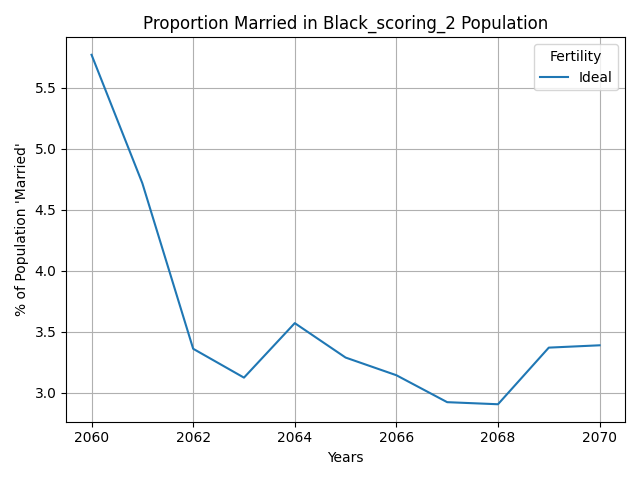 Proportion Married in Black_scoring_2 Population
Fertility
Ideal
% of Population 'Married'
5.5
5.0
4.5
4.0
3.5
3.0
2060 2062 2064 2066 2068 2070
Years